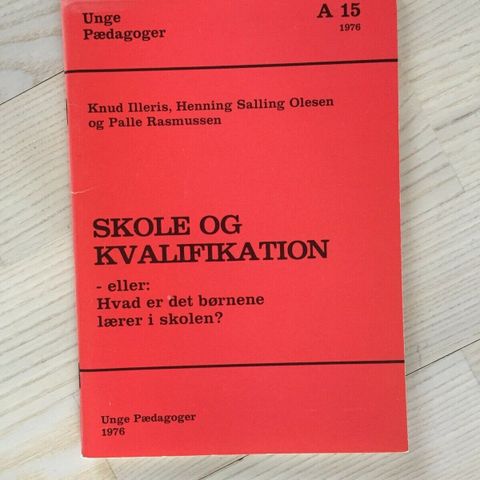 Unge
Pædagoger
A 15
1976
Knud Illeris, Henning Salling Olesen
og Palle Rasmussen
SKOLE OG
KVALIFIKATION
- eller:
Hvad er det børnene
lærer i skolen?
Unge Pædagoger
1976